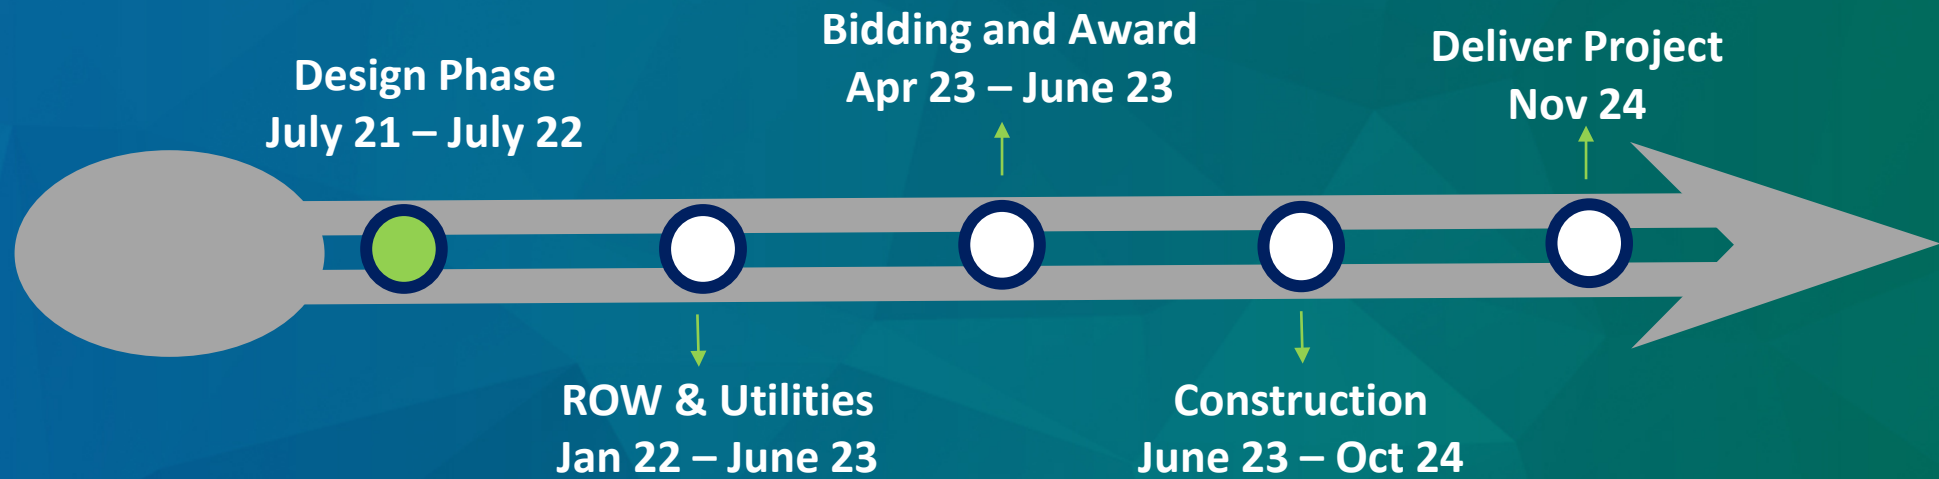 Design Phase
July 21 – July 22
ROW & Utilities
Jan 22 – June 23
Bidding and Award
Apr 23 – June 23
Construction
June 23 – Oct 24
Deliver Project
Nov 24